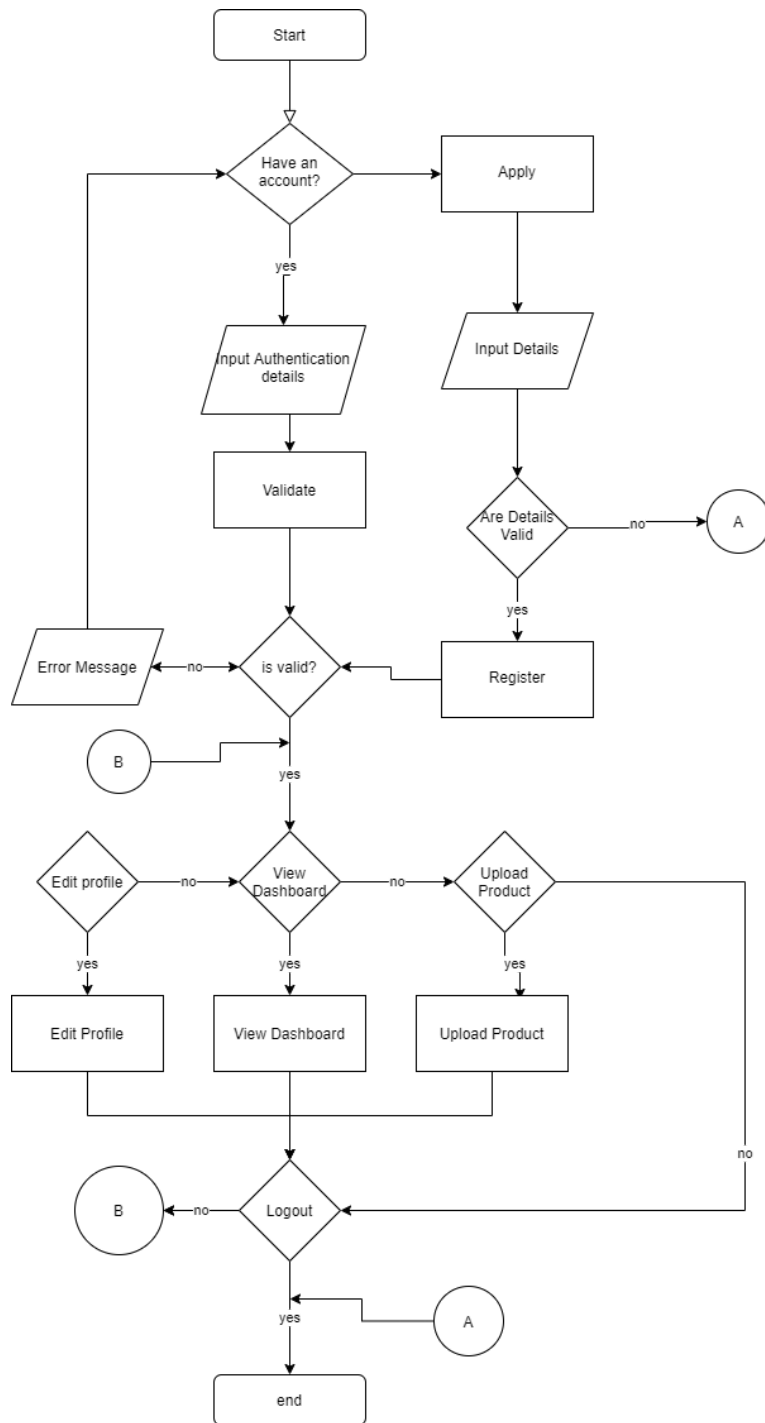 Start
Have an
account?
Apply
yes
Input Authentication
details
Input Details
Validate
Are Details
Valid
no
A
yes
Error Message
no
is valid?
Register
B
yes
Edit profile
no
View
Dashboard
no
Upload
Product
yes
yes
yes
Edit Profile
View Dashboard
Upload Product
no
B
no
Logout
yes
A
end